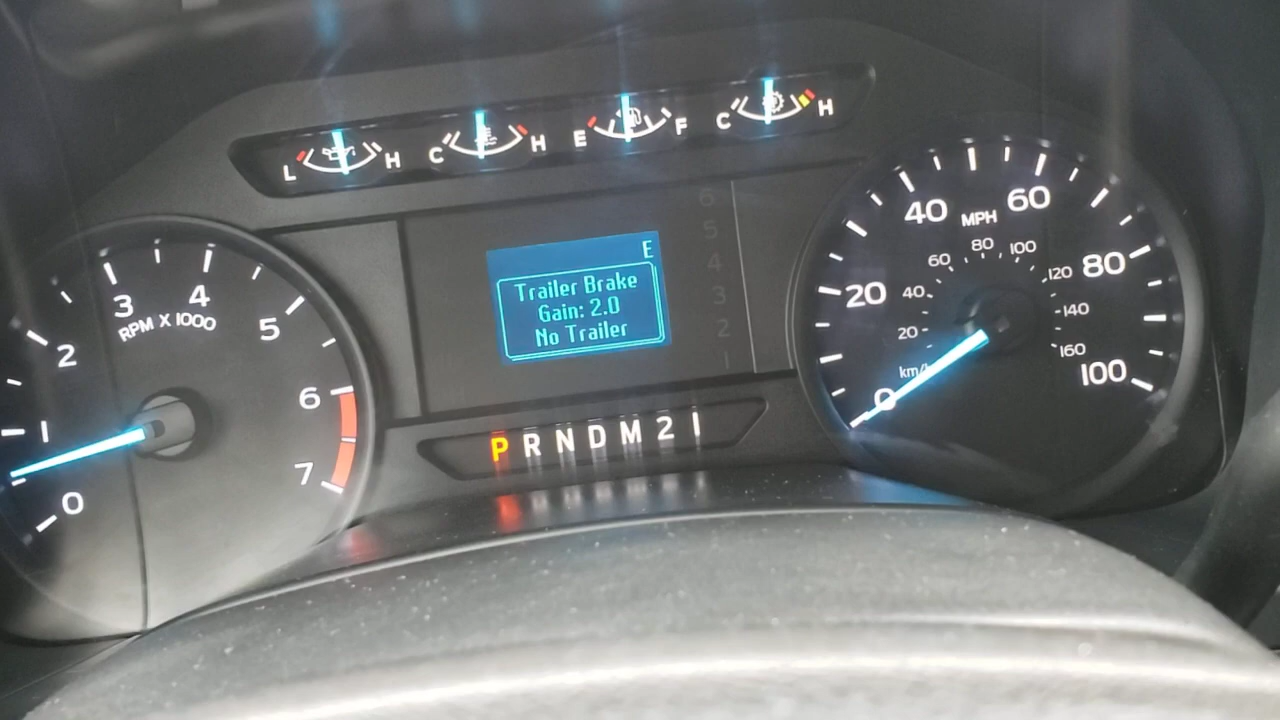 L H C H E F C H
E
Trailer Brake
Gain: 2.0
No Trailer
6
5
4
3
2
1
P R N D M 2 1
0 1 2 3 4 5 6 7
RPM X 1000
0 20 40 60 80 100
MPH
20 40 60 80 100 120 140 160
km/